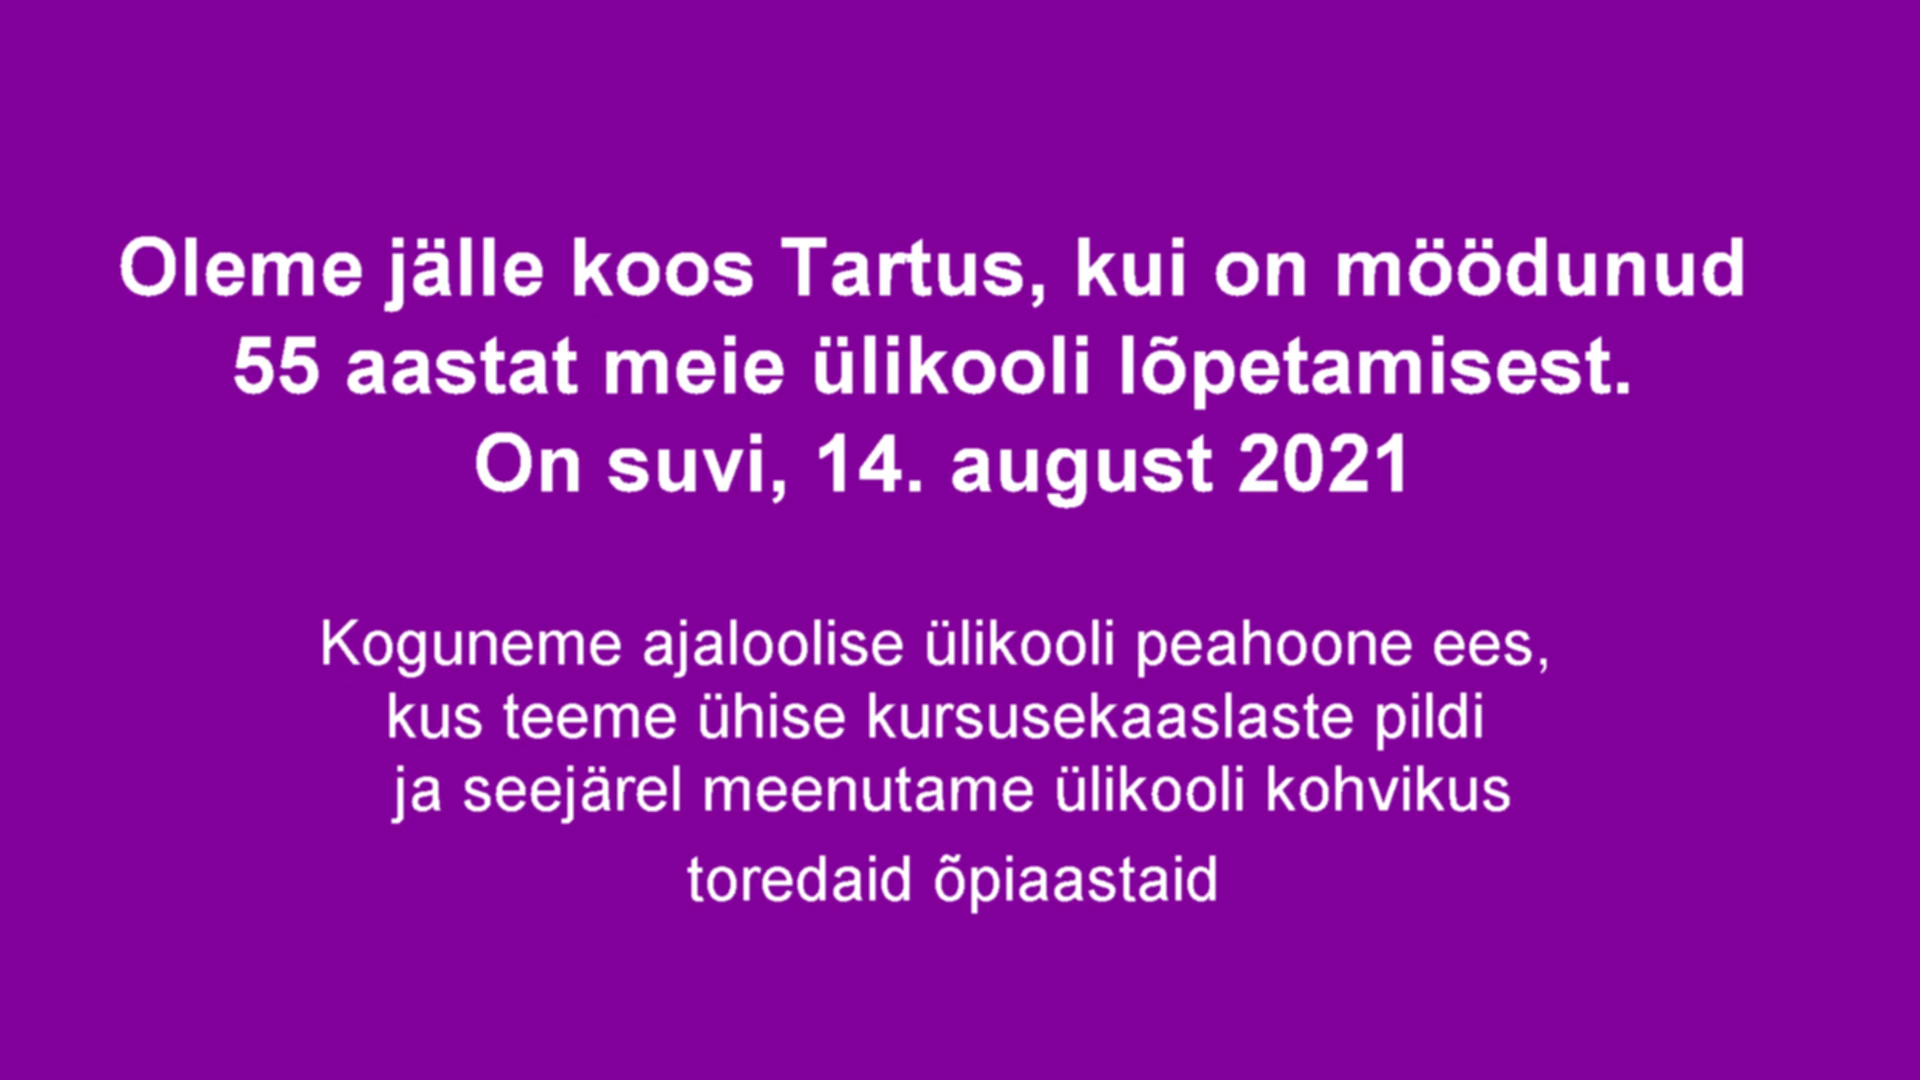 Oleme jälle koos Tartus, kui on möödunud
55 aastat meie ülikooli lõpetamisest.
On suvi, 14. august 2021
Koguneme ajaloolise ülikooli peahoone ees,
kus teeme ühise kursusekaaslaste pildi
ja seejärel meenutame ülikooli kohvikus
toredaid õpiaastaid